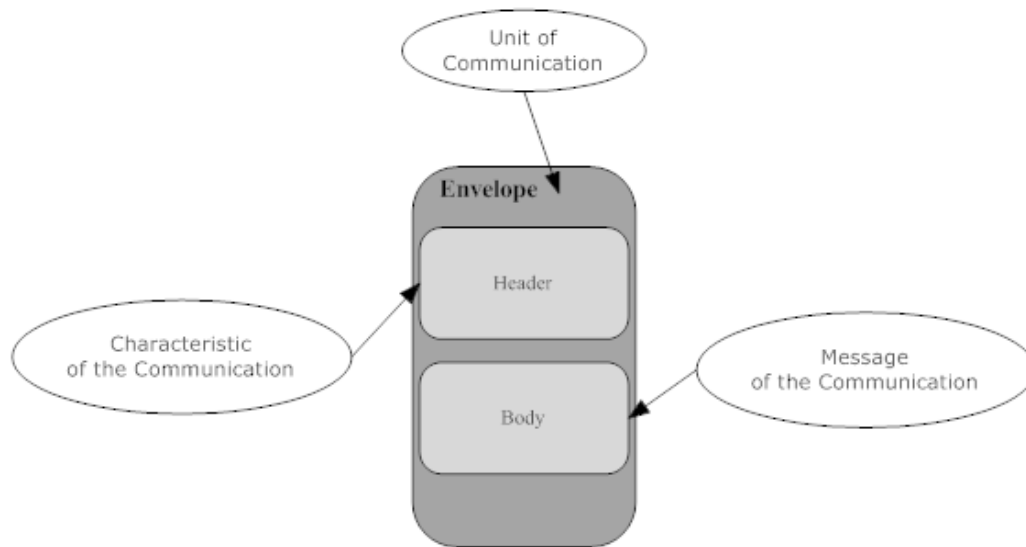 Unit of
Communication
Envelope
Header
Characteristic
of the Communication
Message
of the Communication
Body